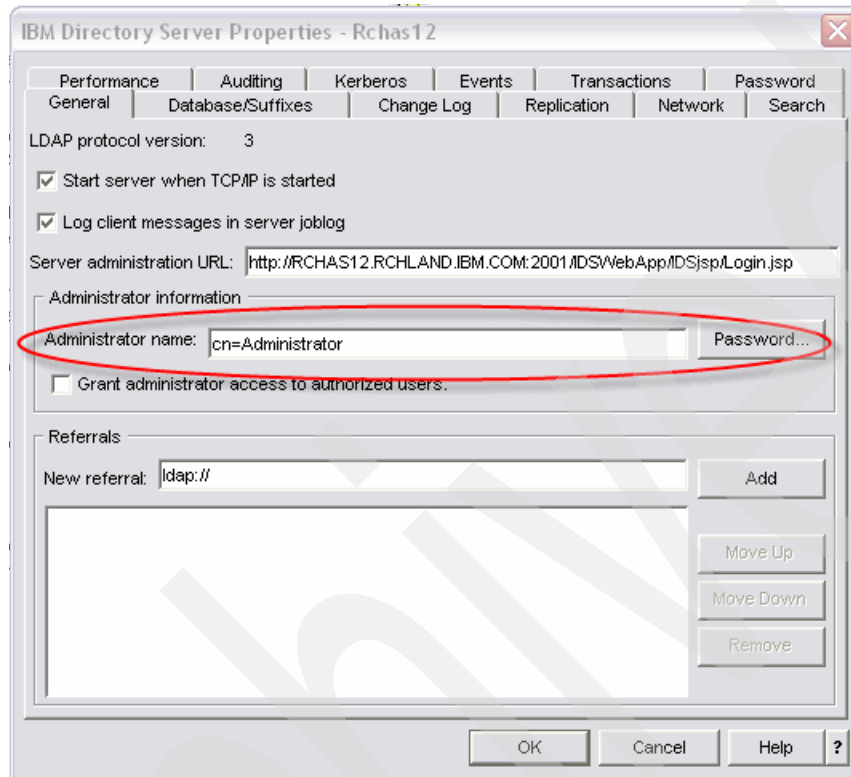 IBM Directory Server Properties - Rchas12
Performance Auditing Kerberos Events Transactions Password
General Database/Suffixes Change Log Replication Network Search
LDAP protocol version: 3
Start server when TCP/IP is started
Log client messages in server joblog
Server administration URL: http://RCHAS12.RCHLAND.IBM.COM:2001/IDSWebApp/IDSjsp/Login.jsp
Administrator information
Administrator name: cn=Administrator Password...
Grant administrator access to authorized users.
Referrals
New referral: ldap:// Add
Move Up
Move Down
Remove
OK Cancel Help ?